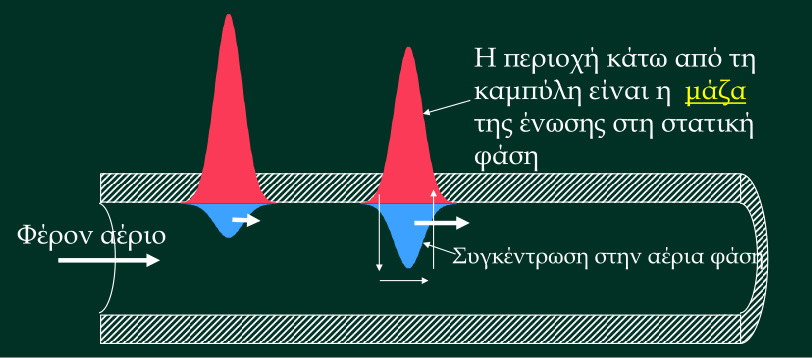 Η περιοχή κάτω από τη
καμπύλη είναι η μάζα
της ένωσης στη στατική
φάση
Φέρον αέριο
Συγκέντρωση στην αέρια φάση